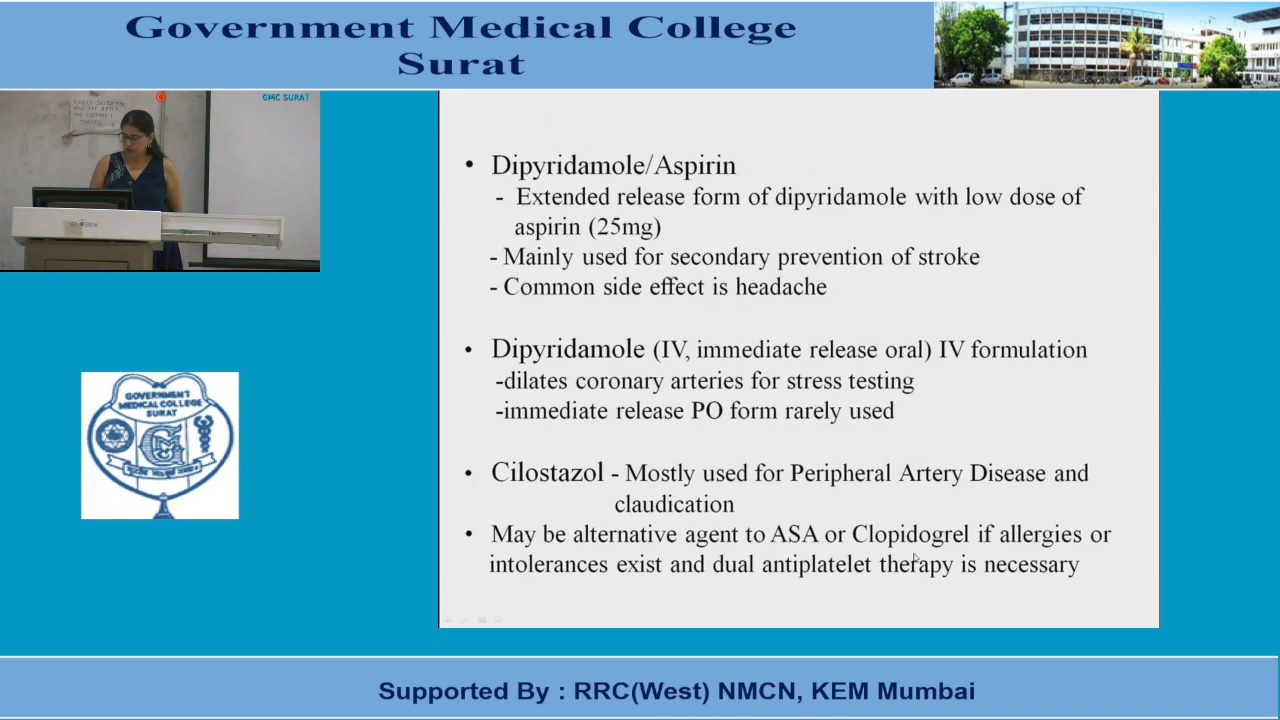 Government Medical College
Surat
GMC SURAT
• Dipyridamole/Aspirin
- Extended release form of dipyridamole with low dose of
aspirin (25mg)
- Mainly used for secondary prevention of stroke
- Common side effect is headache
• Dipyridamole (IV, immediate release oral) IV formulation
-dilates coronary arteries for stress testing
-immediate release PO form rarely used
• Cilostazol - Mostly used for Peripheral Artery Disease and
claudication
• May be alternative agent to ASA or Clopidogrel if allergies or
intolerances exist and dual antiplatelet therapy is necessary
GOVERNMENT
MEDICAL COLLEGE
SURAT
Supported By : RRC(West) NMCN, KEM Mumbai